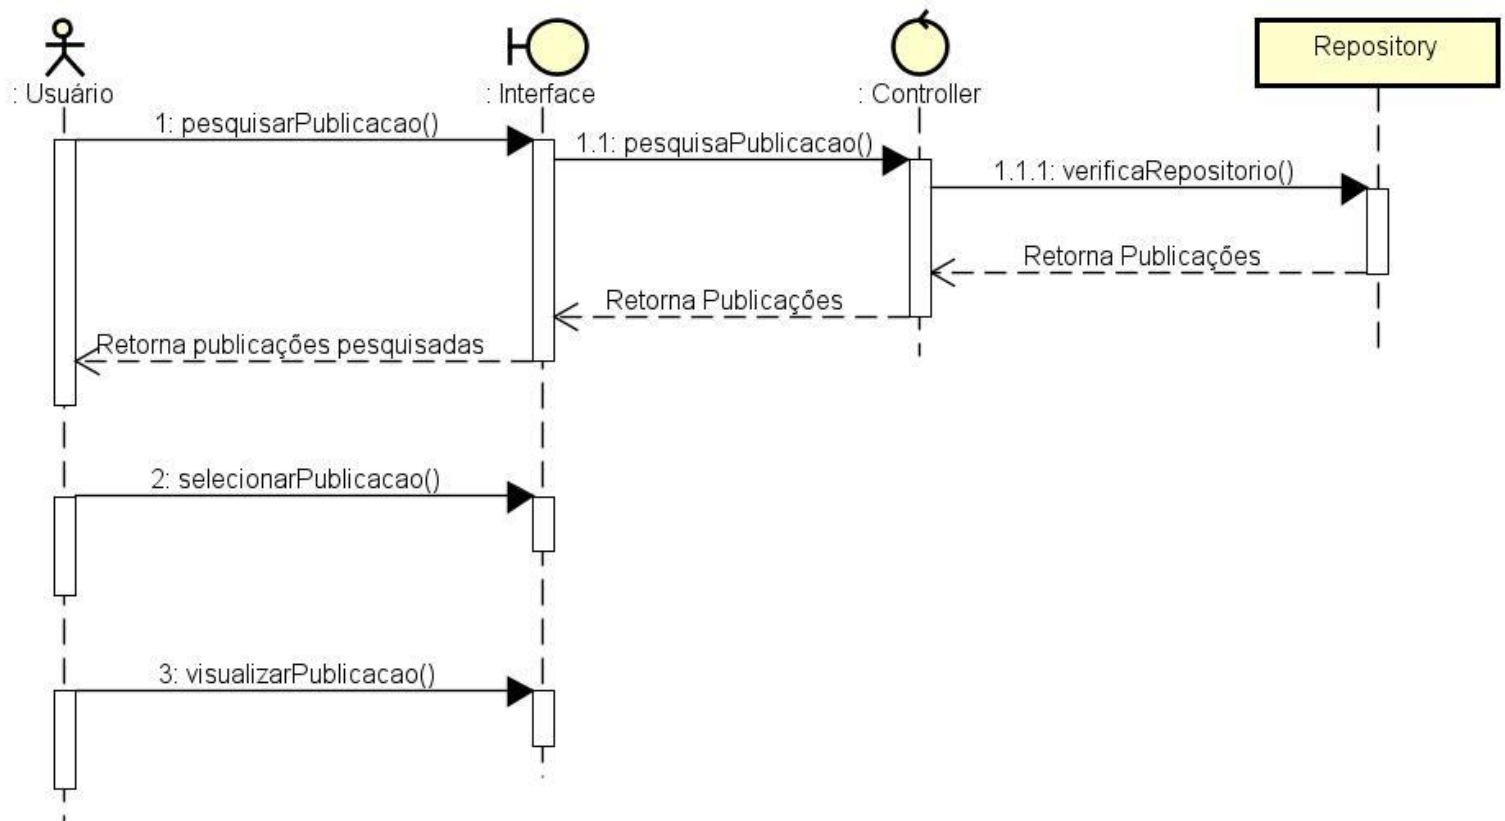 Repository
: Usuário
: Interface
: Controller
1: pesquisarPublicacao()
1.1: pesquisaPublicacao()
1.1.1: verificaRepositorio()
Retorna Publicações
Retorna Publicações
Retorna publicações pesquisadas
2: selecionarPublicacao()
3: visualizarPublicacao()